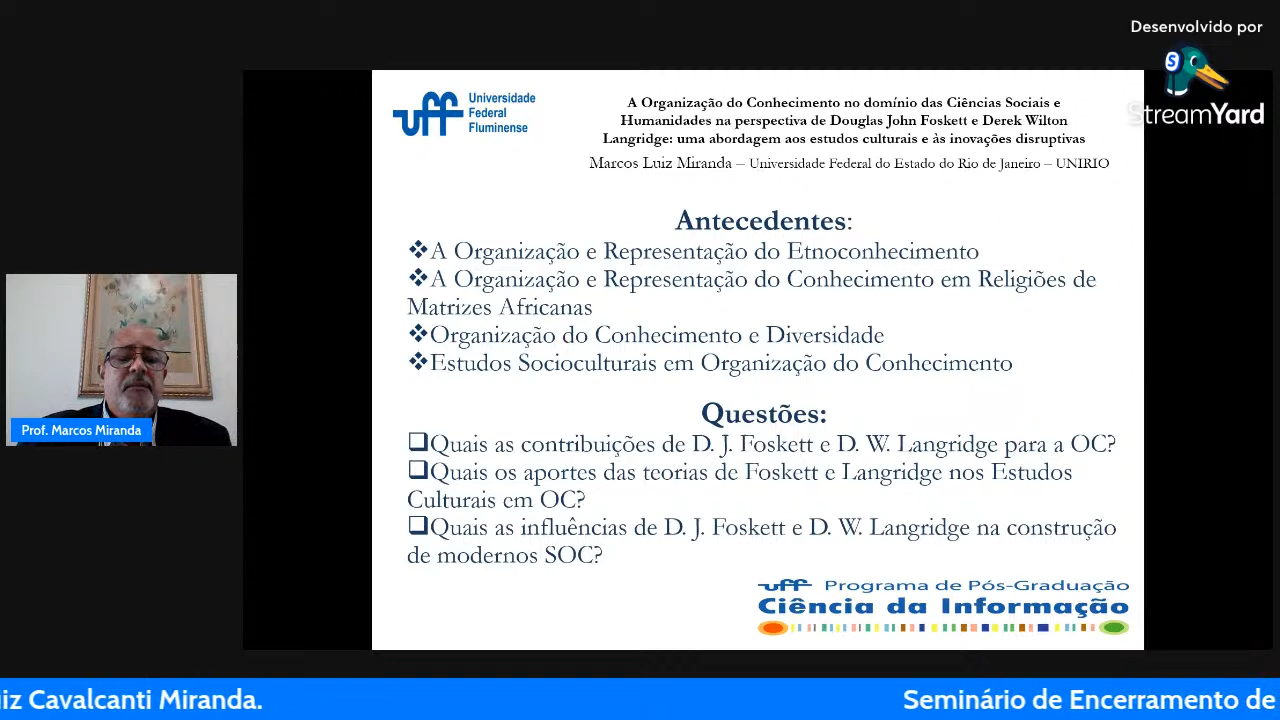 Desenvolvido por
StreamYard
uff Universidade
Federal
Fluminense
A Organização do Conhecimento no domínio das Ciências Sociais e
Humanidades na perspectiva de Douglas John Foskett e Derek Wilton
Langridge: uma abordagem aos estudos culturais e às inovações disruptivas
Marcos Luiz Miranda – Universidade Federal do Estado do Rio de Janeiro – UNIRIO
Antecedentes:
❖A Organização e Representação do Etnoconhecimento
❖A Organização e Representação do Conhecimento em Religiões de
Matrizes Africanas
❖Organização do Conhecimento e Diversidade
❖Estudos Socioculturais em Organização do Conhecimento
Questões:
❑Quais as contribuições de D. J. Foskett e D. W. Langridge para a OC?
❑Quais os aportes das teorias de Foskett e Langridge nos Estudos
Culturais em OC?
❑Quais as influências de D. J. Foskett e D. W. Langridge na construção
de modernos SOC?
uff Programa de Pós-Graduação
Ciência da Informação
Prof. Marcos Miranda
iz Cavalcanti Miranda.
Seminário de Encerramento de